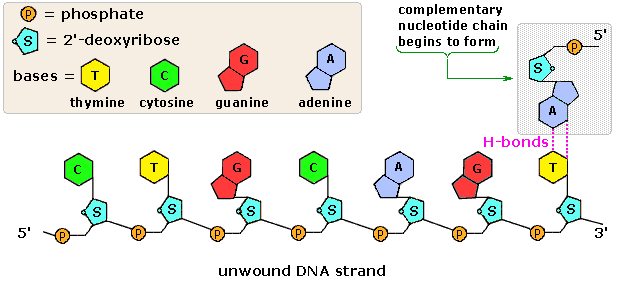 P = phosphate
S = 2'-deoxyribose
bases = T C G A
thymine cytosine guanine adenine
complementary
nucleotide chain
begins to form
5'
P
S
A
H-bonds
C T G C A G T
S S S S S S S
5' P P P P P P P 3'
unwound DNA strand